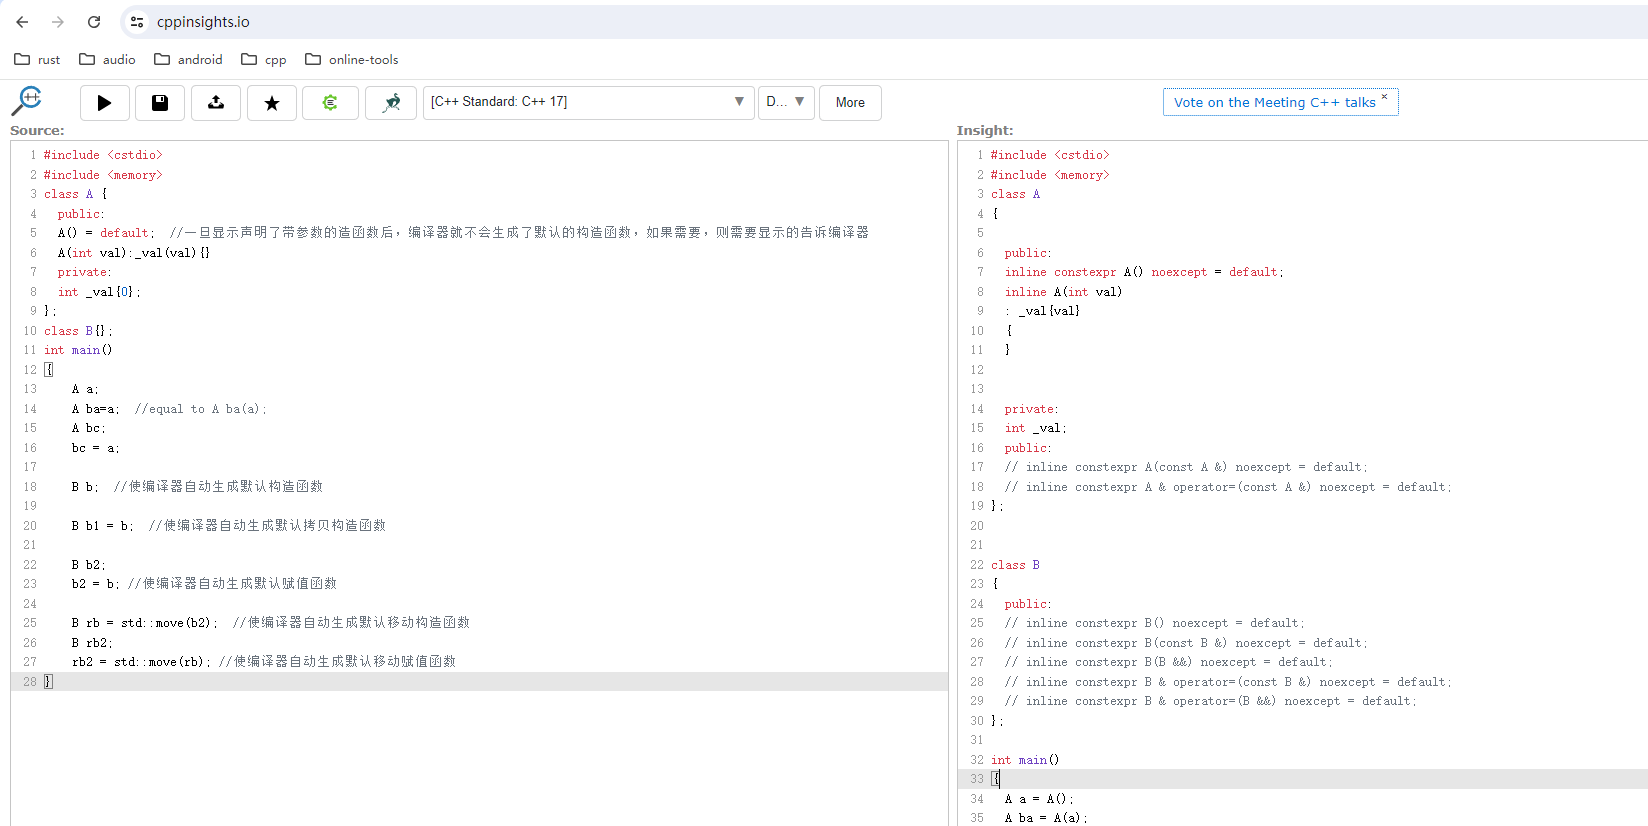 cppinsights.io
rust audio android cpp online-tools
[C++ Standard: C++ 17] D... More Vote on the Meeting C++ talks ×
Source:
1 #include <cstdio>
2 #include <memory>
3 class A {
4 public:
5 A() = default; //一旦显示声明了带参数的造函数后，编译器就不会生成了默认的构造函数，如果需要，则需要显示的告诉编译器
6 A(int val):_val(val){}
7 private:
8 int _val{0};
9 };
10 class B{};
11 int main()
12 {
13 A a;
14 A ba=a; //equal to A ba(a);
15 A bc;
16 bc = a;
17
18 B b; //使编译器自动生成默认构造函数
19
20 B b1 = b; //使编译器自动生成默认拷贝构造函数
21
22 B b2;
23 b2 = b; //使编译器自动生成默认赋值函数
24
25 B rb = std::move(b2); //使编译器自动生成默认移动构造函数
26 B rb2;
27 rb2 = std::move(rb); //使编译器自动生成默认移动赋值函数
28 }
Insight:
1 #include <cstdio>
2 #include <memory>
3 class A
4 {
5
6 public:
7 inline constexpr A() noexcept = default;
8 inline A(int val)
9 : _val{val}
10 {
11 }
12
13
14 private:
15 int _val;
16 public:
17 // inline constexpr A(const A &) noexcept = default;
18 // inline constexpr A & operator=(const A &) noexcept = default;
19 };
20
21
22 class B
23 {
24 public:
25 // inline constexpr B() noexcept = default;
26 // inline constexpr B(const B &) noexcept = default;
27 // inline constexpr B(B &&) noexcept = default;
28 // inline constexpr B & operator=(const B &) noexcept = default;
29 // inline constexpr B & operator=(B &&) noexcept = default;
30 };
31
32 int main()
33 {
34 A a = A();
35 A ba = A(a);